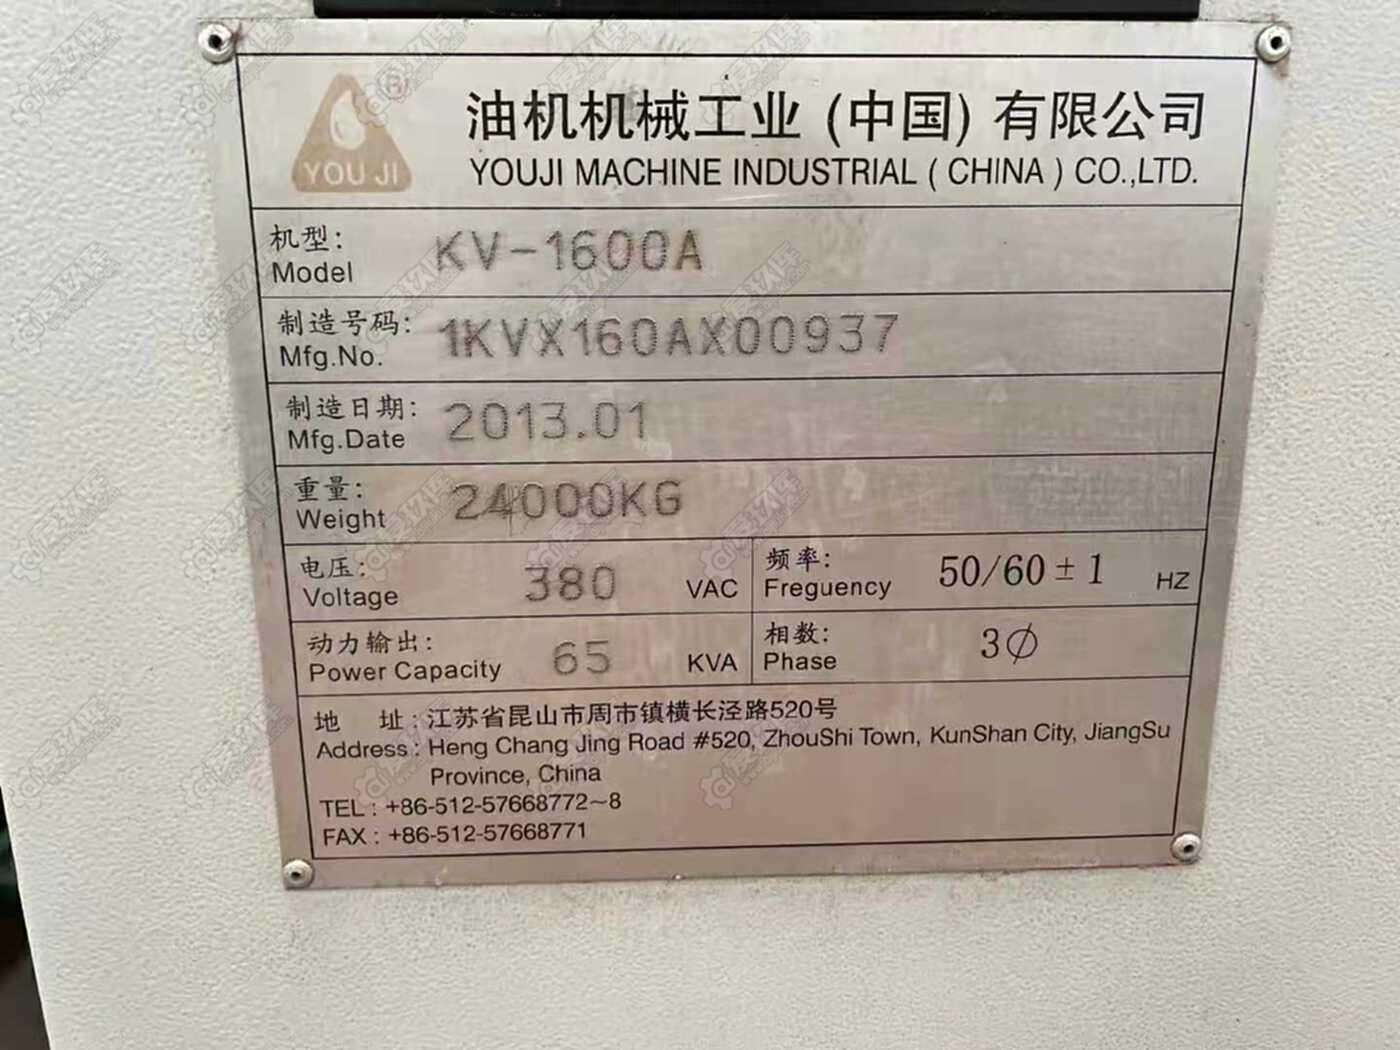 YOU JI
油机机械工业 (中国) 有限公司
YOUJI MACHINE INDUSTRIAL ( CHINA ) CO.,LTD.
机型: KV-1600A
Model
制造号码: 1KVX160AX00937
Mfg.No.
制造日期: 2013.01
Mfg.Date
重量: 24000KG
Weight
电压: 380 VAC 频率: 50/60 ± 1 HZ
Voltage Freguency
动力输出: 65 KVA 相数: 3∅
Power Capacity Phase
地 址 : 江苏省昆山市周市镇横长泾路520号
Address : Heng Chang Jing Road #520, ZhouShi Town, KunShan City, JiangSu
Province, China
TEL : +86-512-57668772~8
FAX : +86-512-57668771